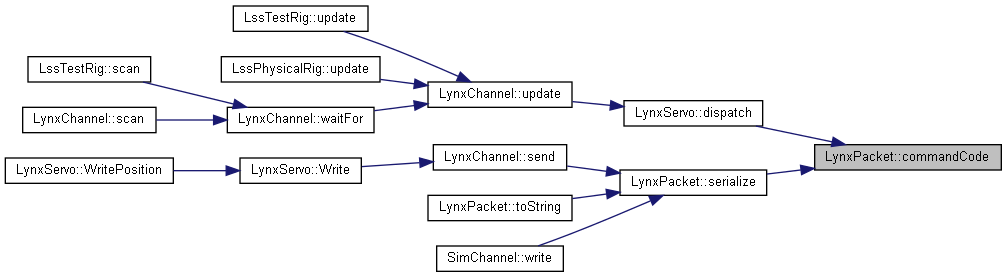 LssTestRig::update
LssTestRig::scan
LssPhysicalRig::update
LynxChannel::update
LynxChannel::scan
LynxChannel::waitFor
LynxServo::dispatch
LynxPacket::commandCode
LynxChannel::send
LynxServo::WritePosition
LynxServo::Write
LynxPacket::serialize
LynxPacket::toString
SimChannel::write